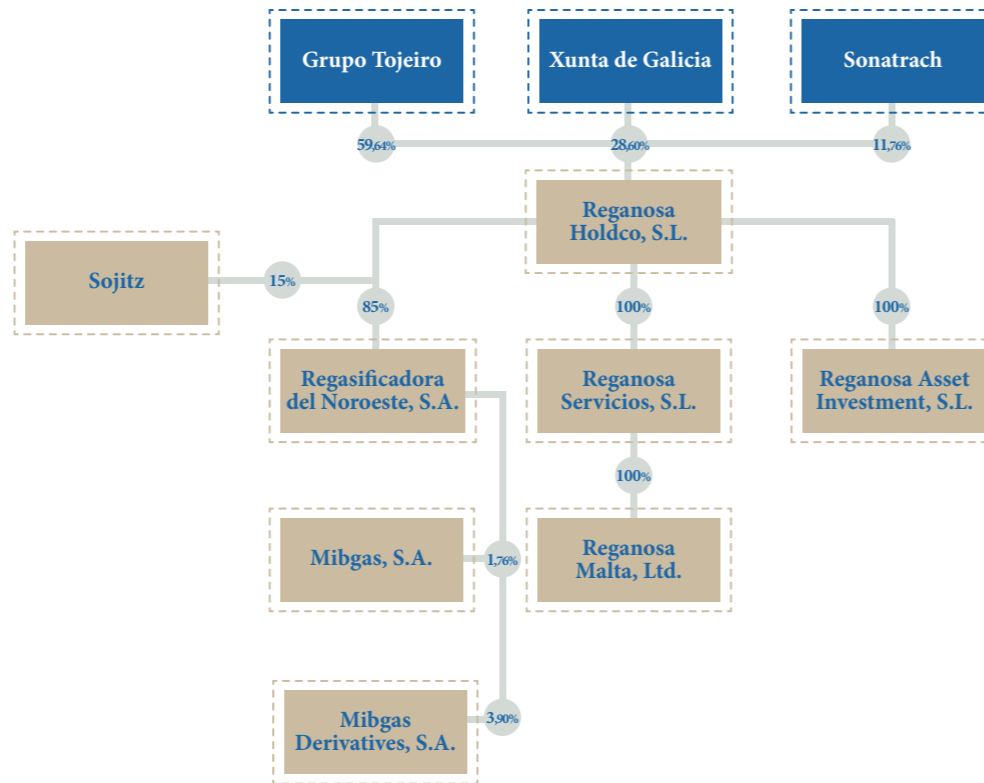 Grupo Tojeiro
Xunta de Galicia
Sonatrach
59,64%
28,60%
11,76%
Reganosa
Holdco, S.L.
Sojitz
15%
85%
100%
100%
Regasificadora
del Noroeste, S.A.
Reganosa
Servicios, S.L.
Reganosa Asset
Investment, S.L.
100%
Mibgas, S.A.
1,76%
Reganosa
Malta, Ltd.
Mibgas
Derivatives, S.A.
3,90%